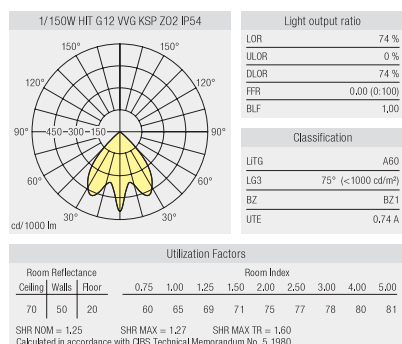 1/150W HIT G12 VVG KSP ZO2 IP54
150° 150°
120° 120°
90° 450 300 150 90°
60° 60°
30° 30°
cd/1000 lm
Light output ratio
LOR 74 %
ULOR 0 %
DLOR 74 %
FFR 0.00 (0:100)
BLF 1,00
Classification
LiTG A60
LG3 75° (<1000 cd/m²)
BZ BZ1
UTE 0.74 A
Utilization Factors
Room Reflectance Room Index
Ceiling Walls Floor 0.75 1.00 1.25 1.50 2.00 2.50 3.00 4.00 5.00
70 50 20 60 65 69 71 75 77 78 80 81
SHR NOM = 1.25 SHR MAX = 1.27 SHR MAX TR = 1.60
Calculated in accordance with CIBS Technical Memorandum No. 5, 1980